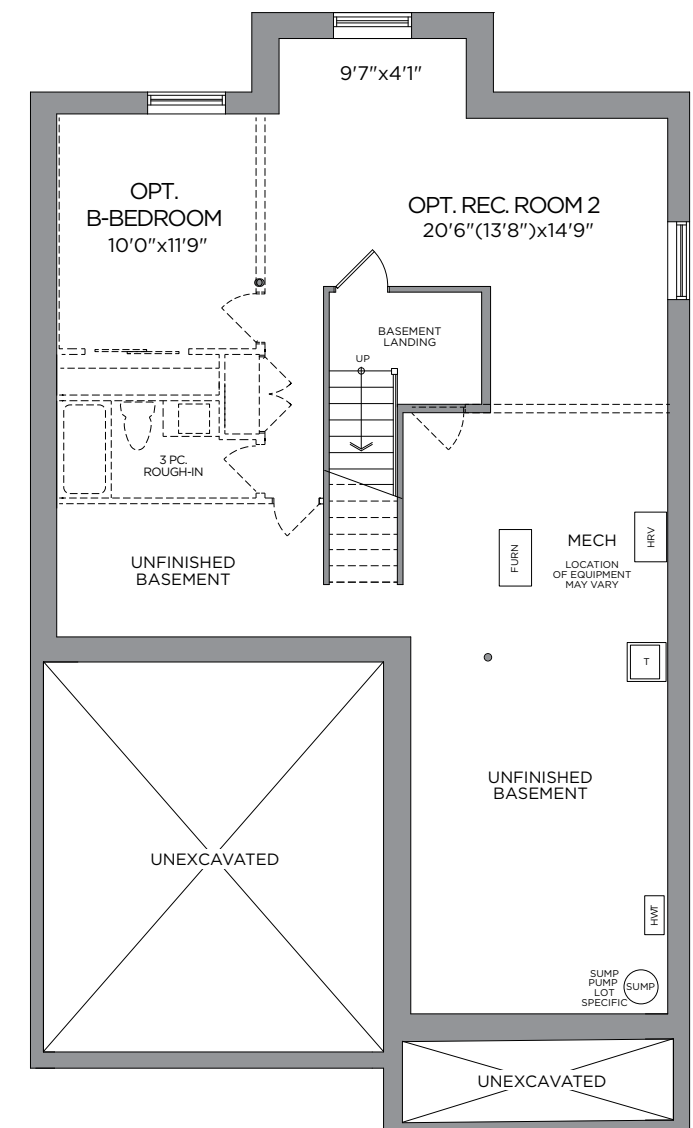 9'7"x4'1"
OPT.
B-BEDROOM
10'0"x11'9"
OPT. REC. ROOM 2
20'6"(13'8")x14'9"
BASEMENT
LANDING
UP
3 PC.
ROUGH-IN
UNFINISHED
BASEMENT
FURN
MECH
LOCATION
OF EQUIPMENT
MAY VARY
HRV
T
UNFINISHED
BASEMENT
UNEXCAVATED
HWT
SUMP
PUMP
LOT
SPECIFIC
SUMP
UNEXCAVATED